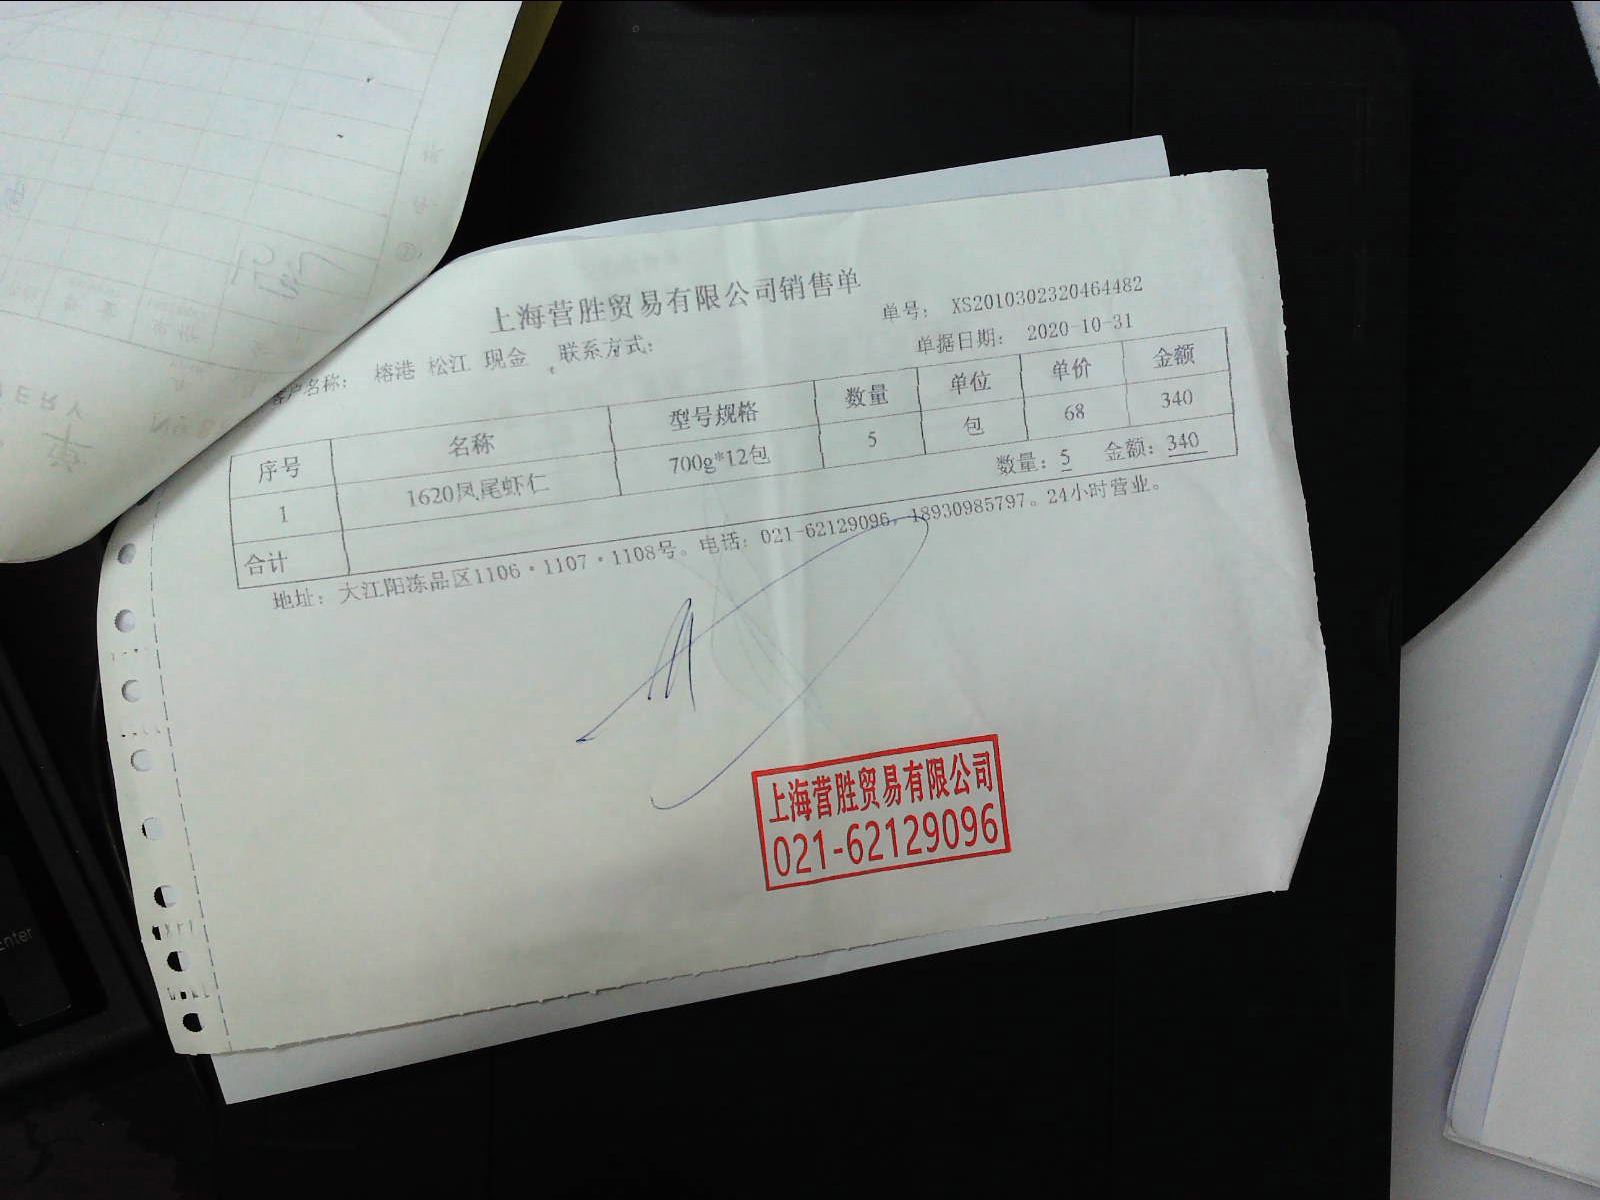 上海营胜贸易有限公司销售单
单号： XS2010302320464482
客户名称： 榕港 松江 现金 ，联系方式：
单据日期： 2020-10-31
序号 名称 型号规格 数量 单位 单价 金额
1 1620凤尾虾仁 700g*12包 5 包 68 340
合计 数量：5 金额：340
地址：大江阳冻品区1106·1107·1108号。电话：021-62129096，18930985797。24小时营业。
上海营胜贸易有限公司
021-62129096
Enter